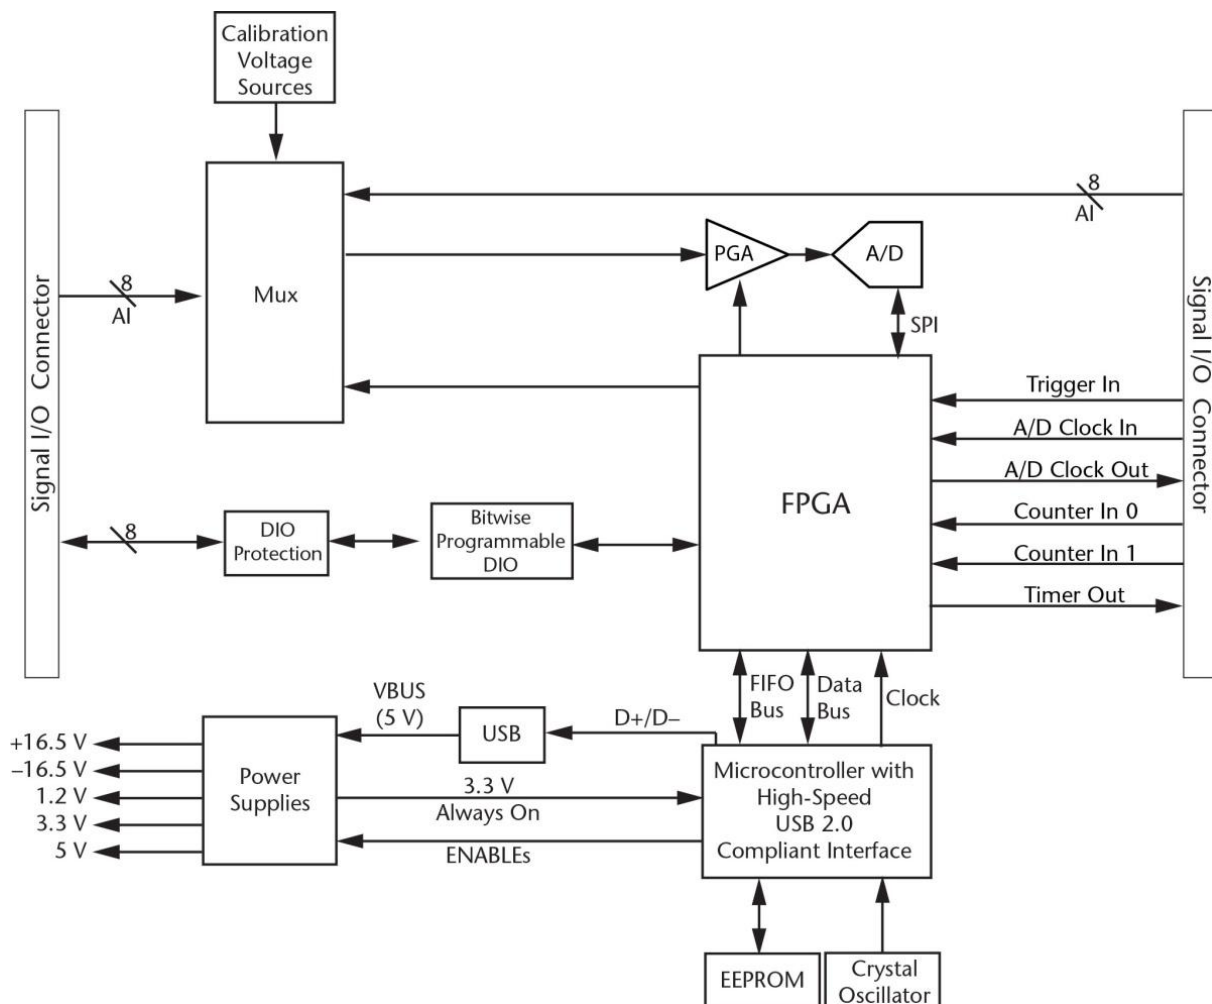 Calibration
Voltage
Sources
8
AI
Signal I/O Connector
8
AI
Mux
PGA
A/D
SPI
Signal I/O Connector
Trigger In
A/D Clock In
A/D Clock Out
Counter In 0
Counter In 1
Timer Out
FPGA
8
DIO
Protection
Bitwise
Programmable
DIO
FIFO
Bus
Data
Bus
Clock
VBUS
(5 V)
USB
D+/D–
+16.5 V
–16.5 V
1.2 V
3.3 V
5 V
Power
Supplies
3.3 V
Always On
ENABLEs
Microcontroller with
High-Speed
USB 2.0
Compliant Interface
EEPROM
Crystal
Oscillator